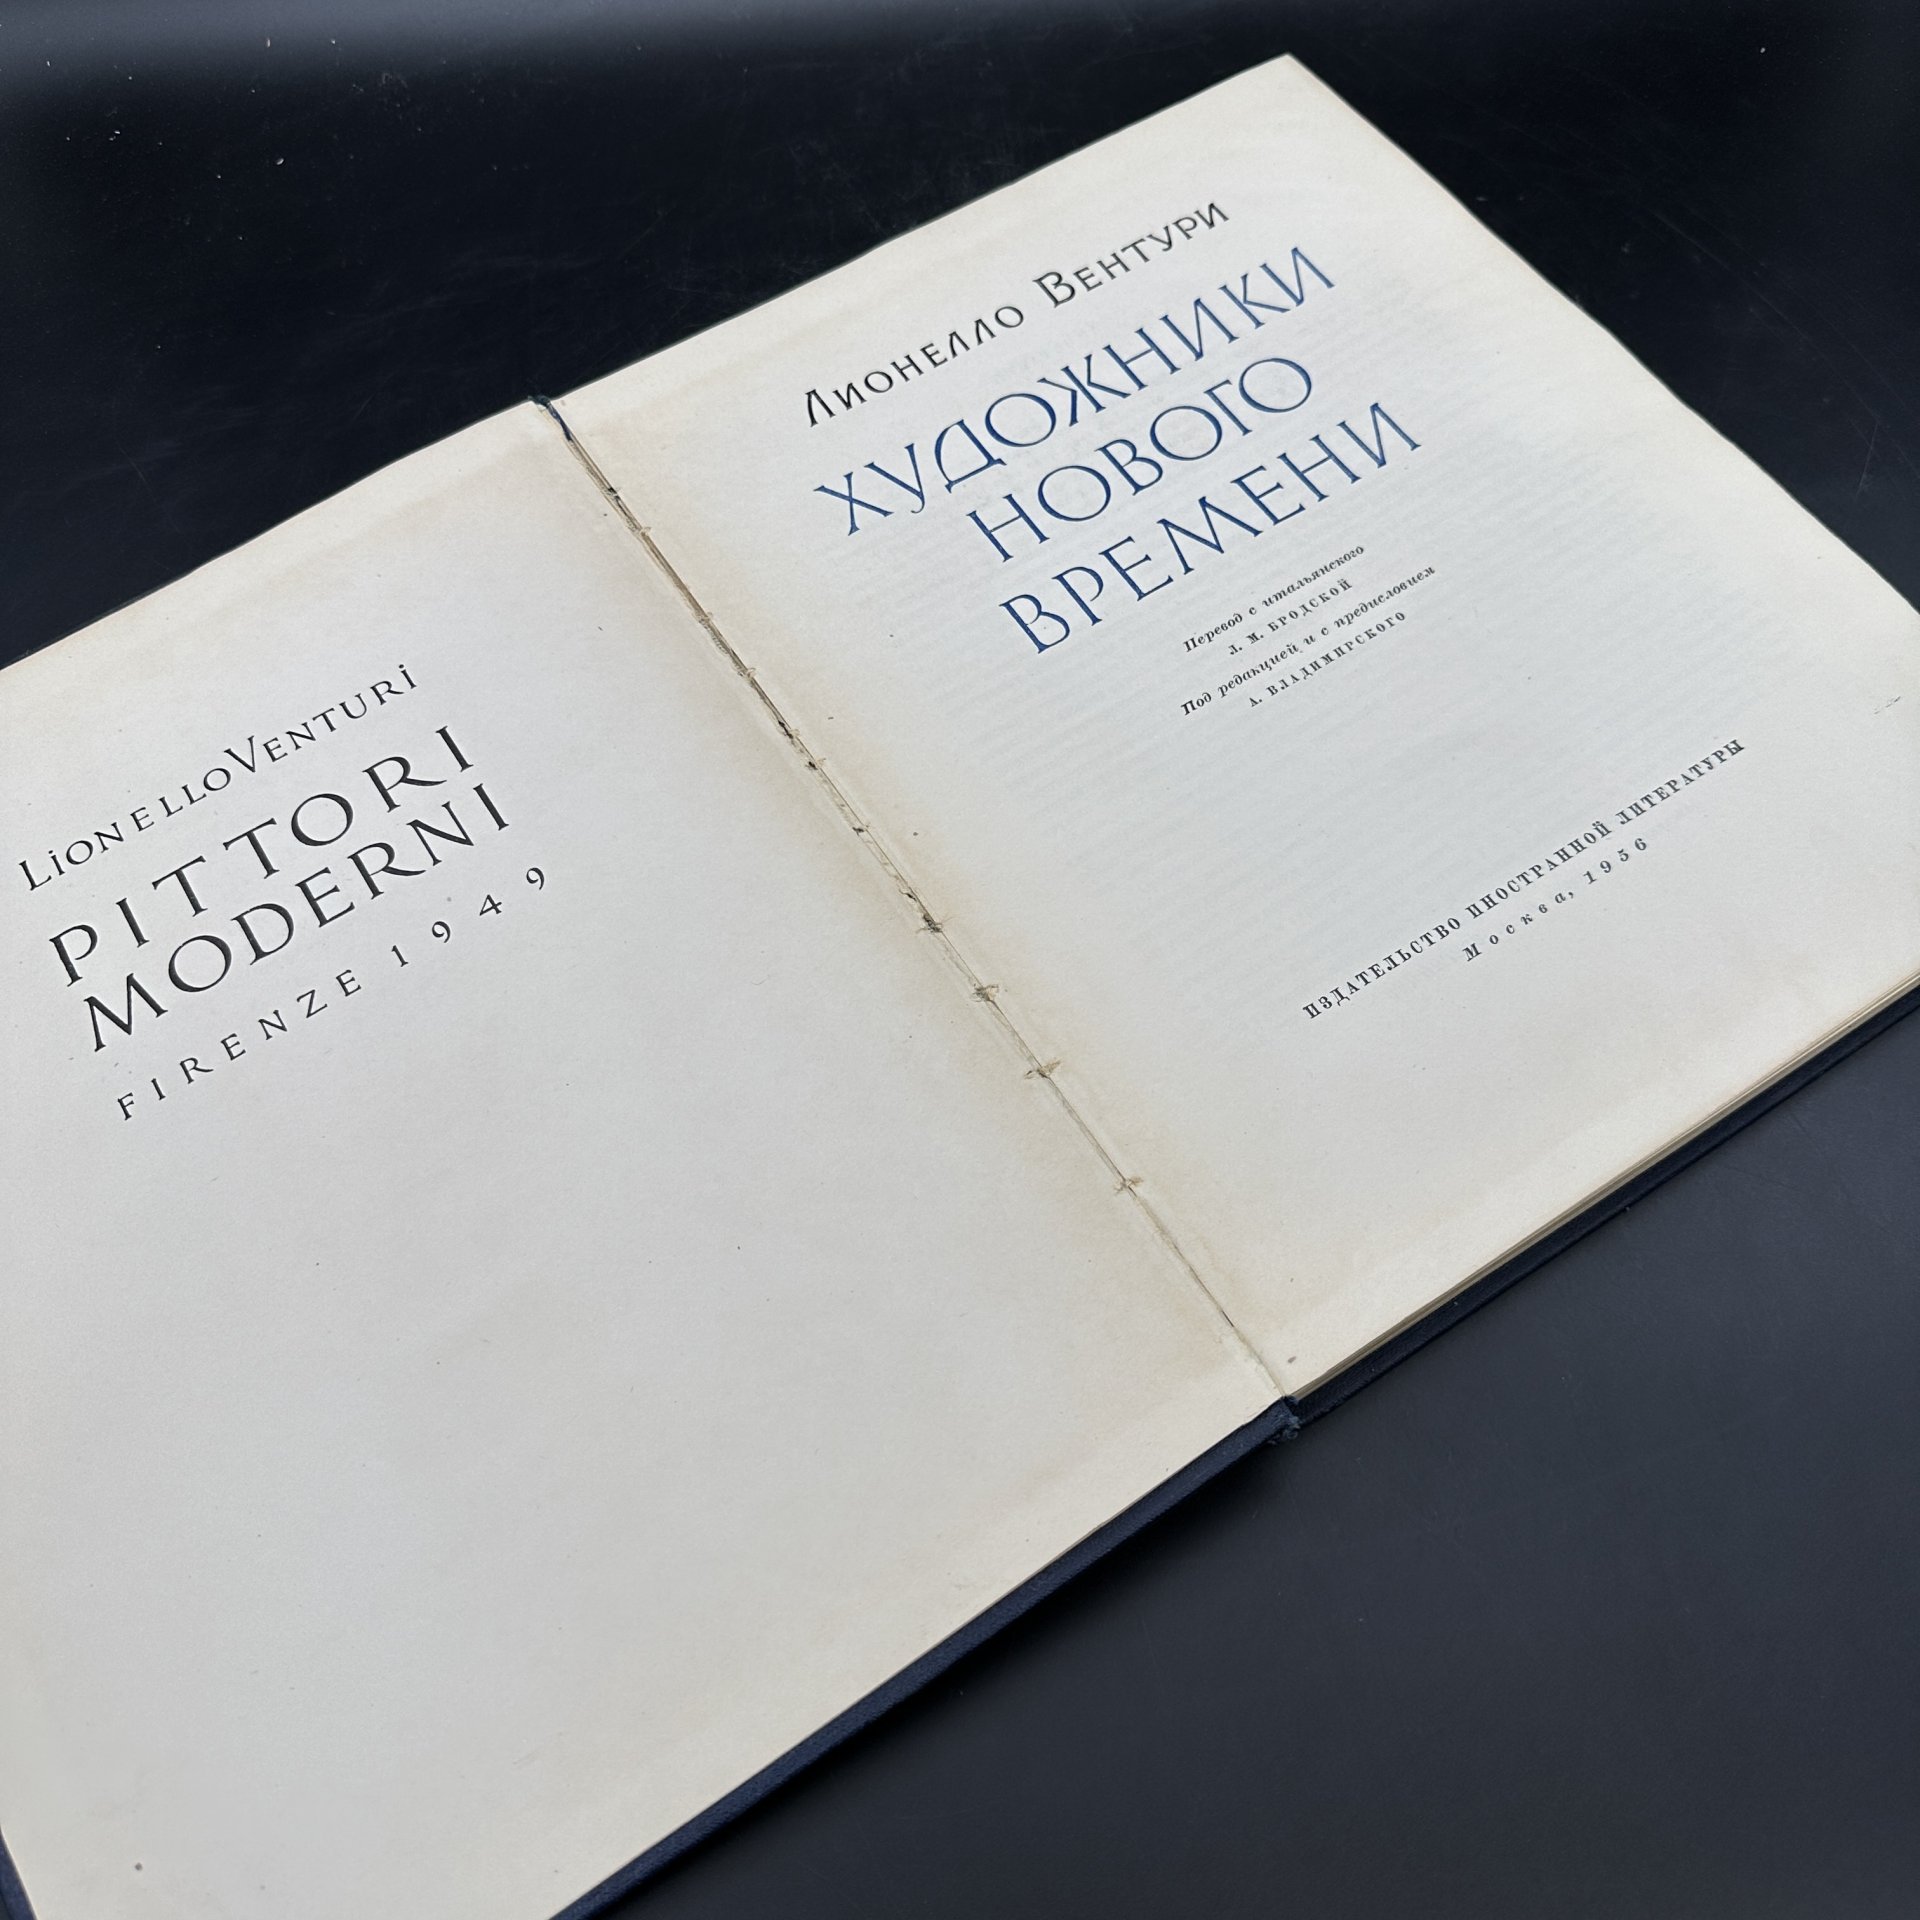 LiONELLO VENTURi
PITTORI
MODERNI
FIRENZE 1949
Лионелло Вентури
ХУДОЖНИКИ
НОВОГО
ВРЕМЕНИ
Перевод с итальянского
Л. М. БРОДСКОЙ
Под редакцией и с предисловием
А. ВЛАДИМИРСКОГО
ИЗДАТЕЛЬСТВО ИНОСТРАННОЙ ЛИТЕРАТУРЫ
Москва, 1956